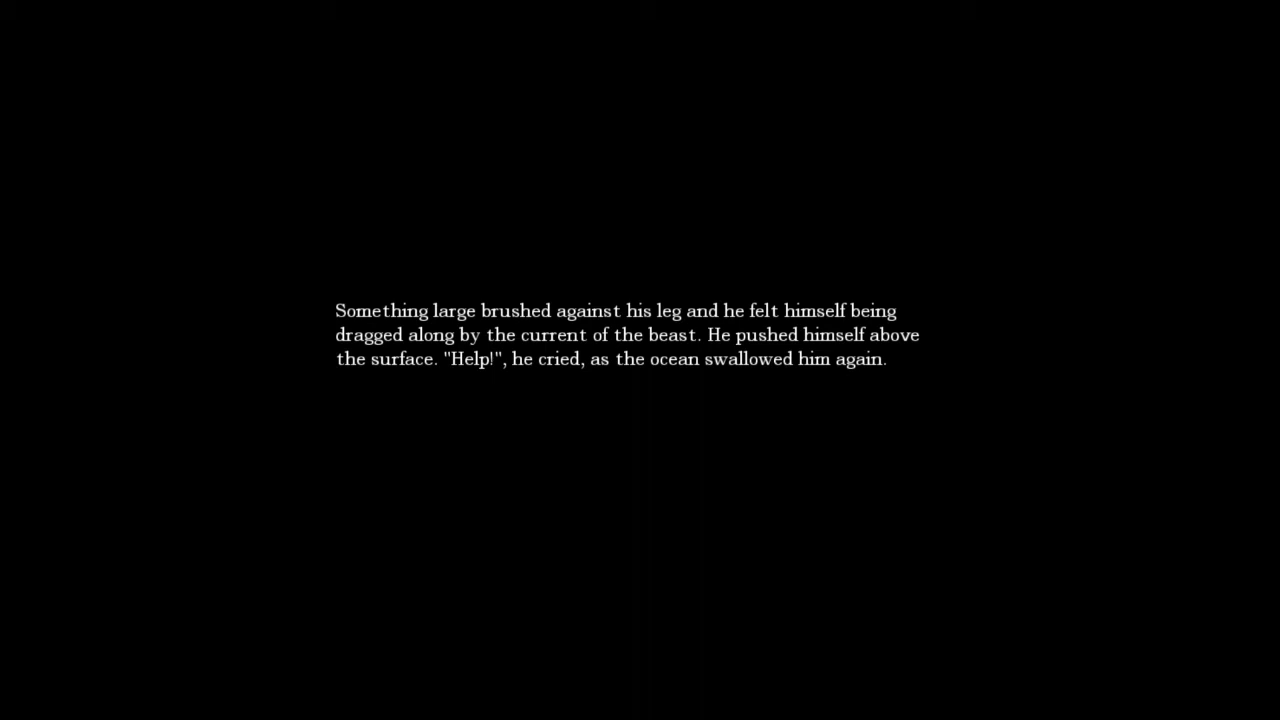 Something large brushed against his leg and he felt himself being
dragged along by the current of the beast. He pushed himself above
the surface. "Help!", he cried, as the ocean swallowed him again.